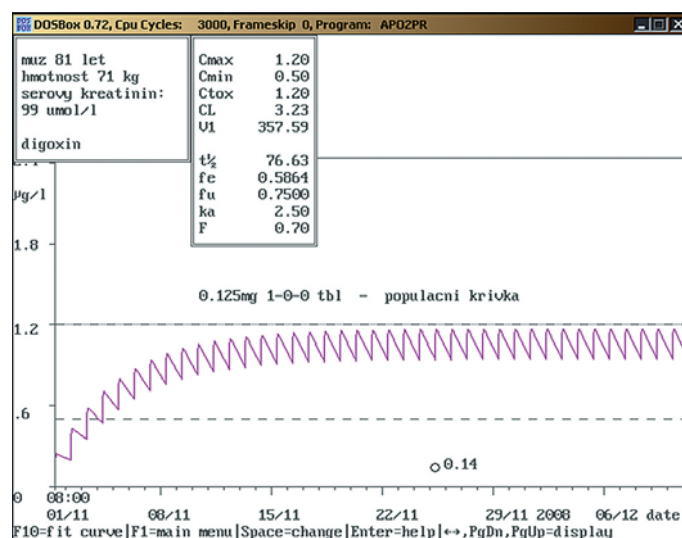 DOSBox 0.72, Cpu Cycles: 3000, Frameskip 0, Program: APO2PR
muz 81 let
hmotnost 71 kg
serovy kreatinin:
99 umol/l
digoxin
Cmax 1.20
Cmin 0.50
Ctox 1.20
CL 3.23
V1 357.59
t½ 76.63
fe 0.5864
fu 0.7500
ka 2.50
F 0.70
µg/l
1.8
0.125mg 1-0-0 tbl - populacni krivka
1.2
.6
0.14
0 08:00
01/11 08/11 15/11 22/11 29/11 2008 06/12 date
F10=fit curve|F1=main menu|Space=change|Enter=help|↔,PgDn,PgUp=display